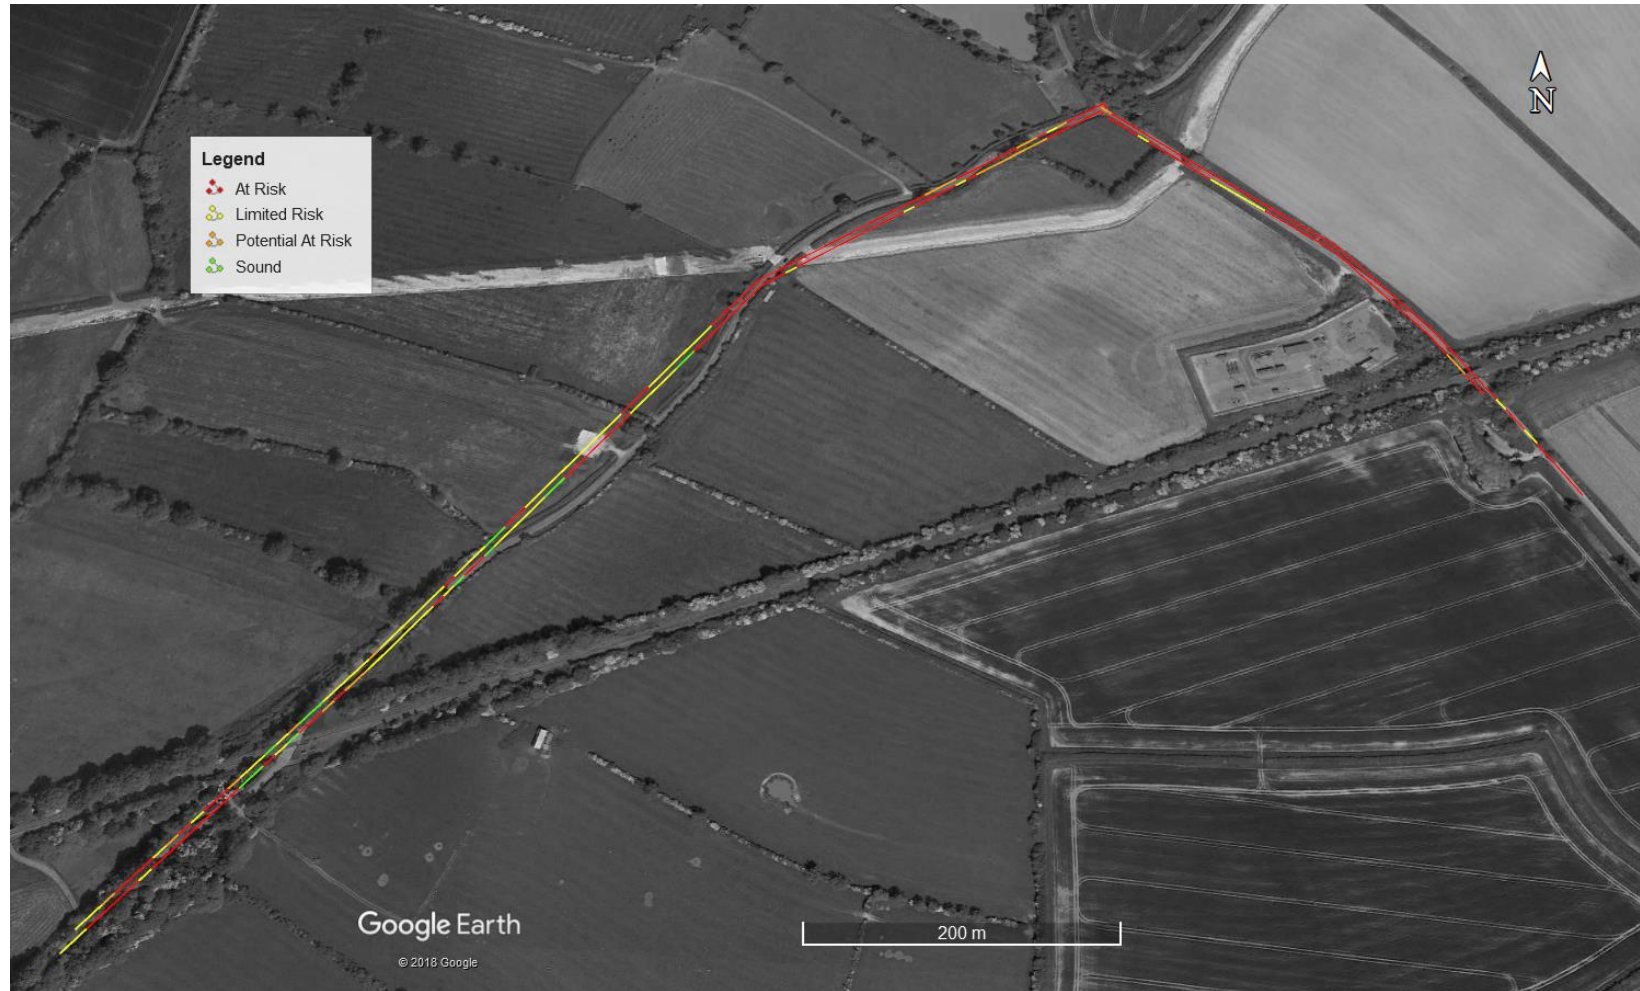 N
Legend
At Risk
Limited Risk
Potential At Risk
Sound
Google Earth
© 2018 Google
200 m